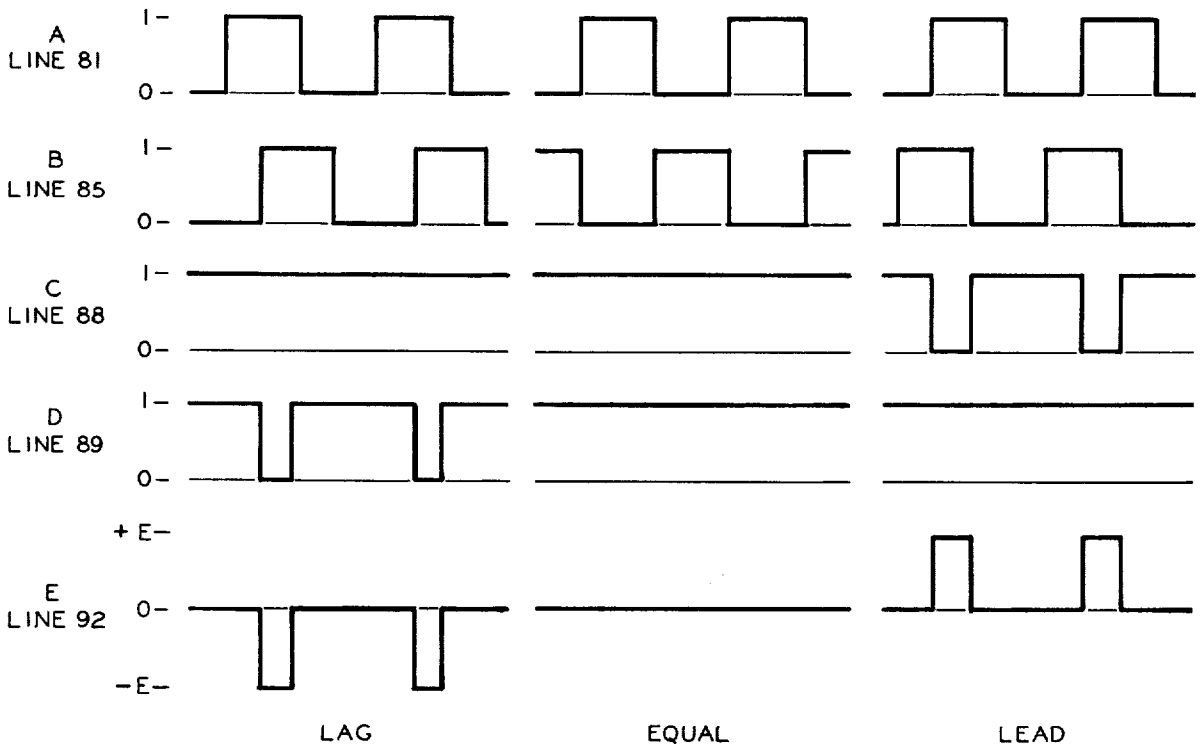 A
LINE 81
1-
0-
B
LINE 85
1-
0-
C
LINE 88
1-
0-
D
LINE 89
1-
0-
E
LINE 92
+E-
0-
-E-
LAG EQUAL LEAD